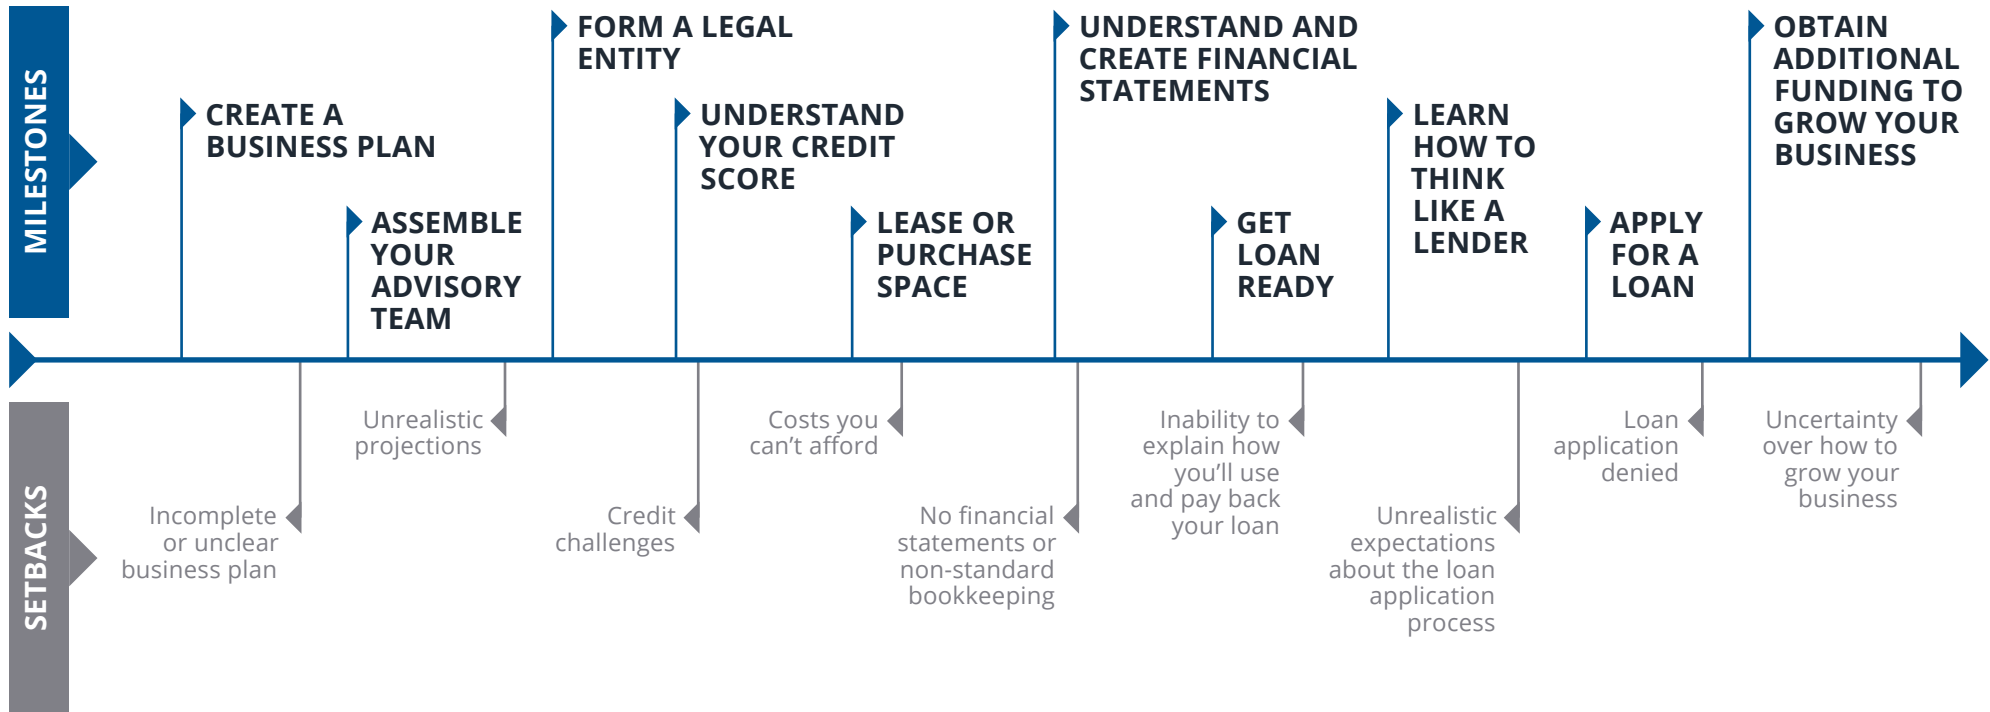 MILESTONES
CREATE A
BUSINESS PLAN
ASSEMBLE
YOUR
ADVISORY
TEAM
FORM A LEGAL
ENTITY
UNDERSTAND
YOUR CREDIT
SCORE
LEASE OR
PURCHASE
SPACE
UNDERSTAND AND
CREATE FINANCIAL
STATEMENTS
GET
LOAN
READY
LEARN
HOW TO
THINK
LIKE A
LENDER
APPLY
FOR A
LOAN
OBTAIN
ADDITIONAL
FUNDING TO
GROW YOUR
BUSINESS
SETBACKS
Incomplete
or unclear
business plan
Unrealistic
projections
Credit
challenges
Costs you
can’t afford
No financial
statements or
non-standard
bookkeeping
Inability to
explain how
you’ll use
and pay back
your loan
Unrealistic
expectations
about the loan
application
process
Loan
application
denied
Uncertainty
over how to
grow your
business